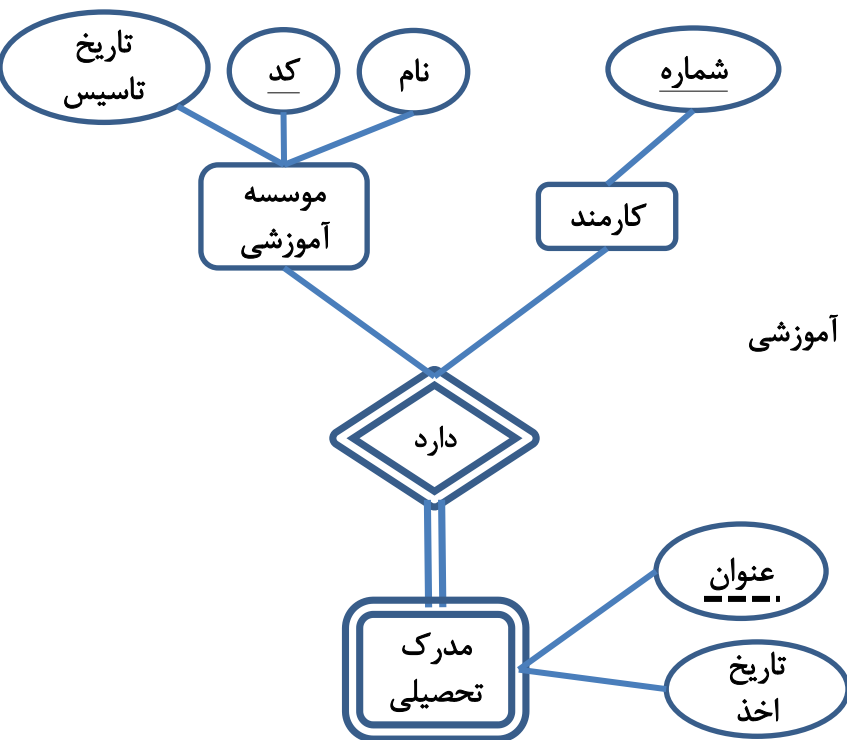 شماره
نام
کد
تاریخ
تاسیس
کارمند
موسسه
آموزشی
آموزشی
دارد
عنوان
تاریخ
اخذ
مدرک
تحصیلی